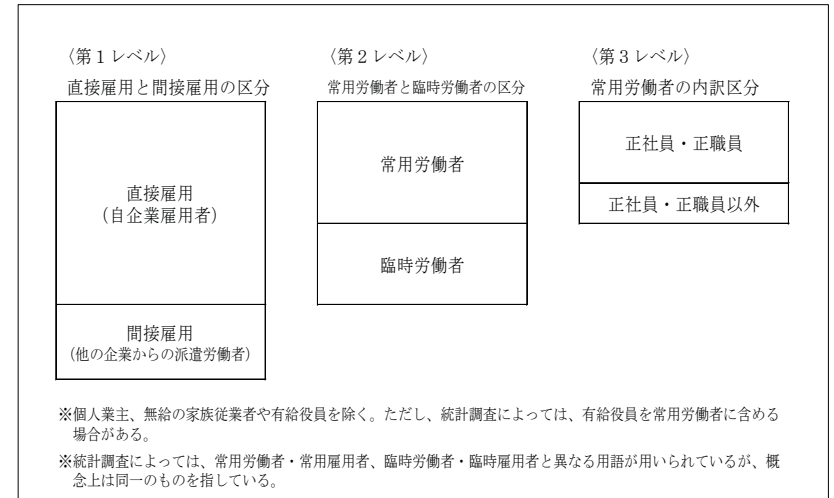 〈第1レベル〉
直接雇用と間接雇用の区分
直接雇用
（自企業雇用者）
間接雇用
（他の企業からの派遣労働者）
〈第2レベル〉
常用労働者と臨時労働者の区分
常用労働者
臨時労働者
〈第3レベル〉
常用労働者の内訳区分
正社員・正職員
正社員・正職員以外
※個人業主、無給の家族従業者や有給役員を除く。ただし、統計調査によっては、有給役員を常用労働者に含める
場合がある。
※統計調査によっては、常用労働者・常用雇用者、臨時労働者・臨時雇用者と異なる用語が用いられているが、概
念上は同一のものを指している。